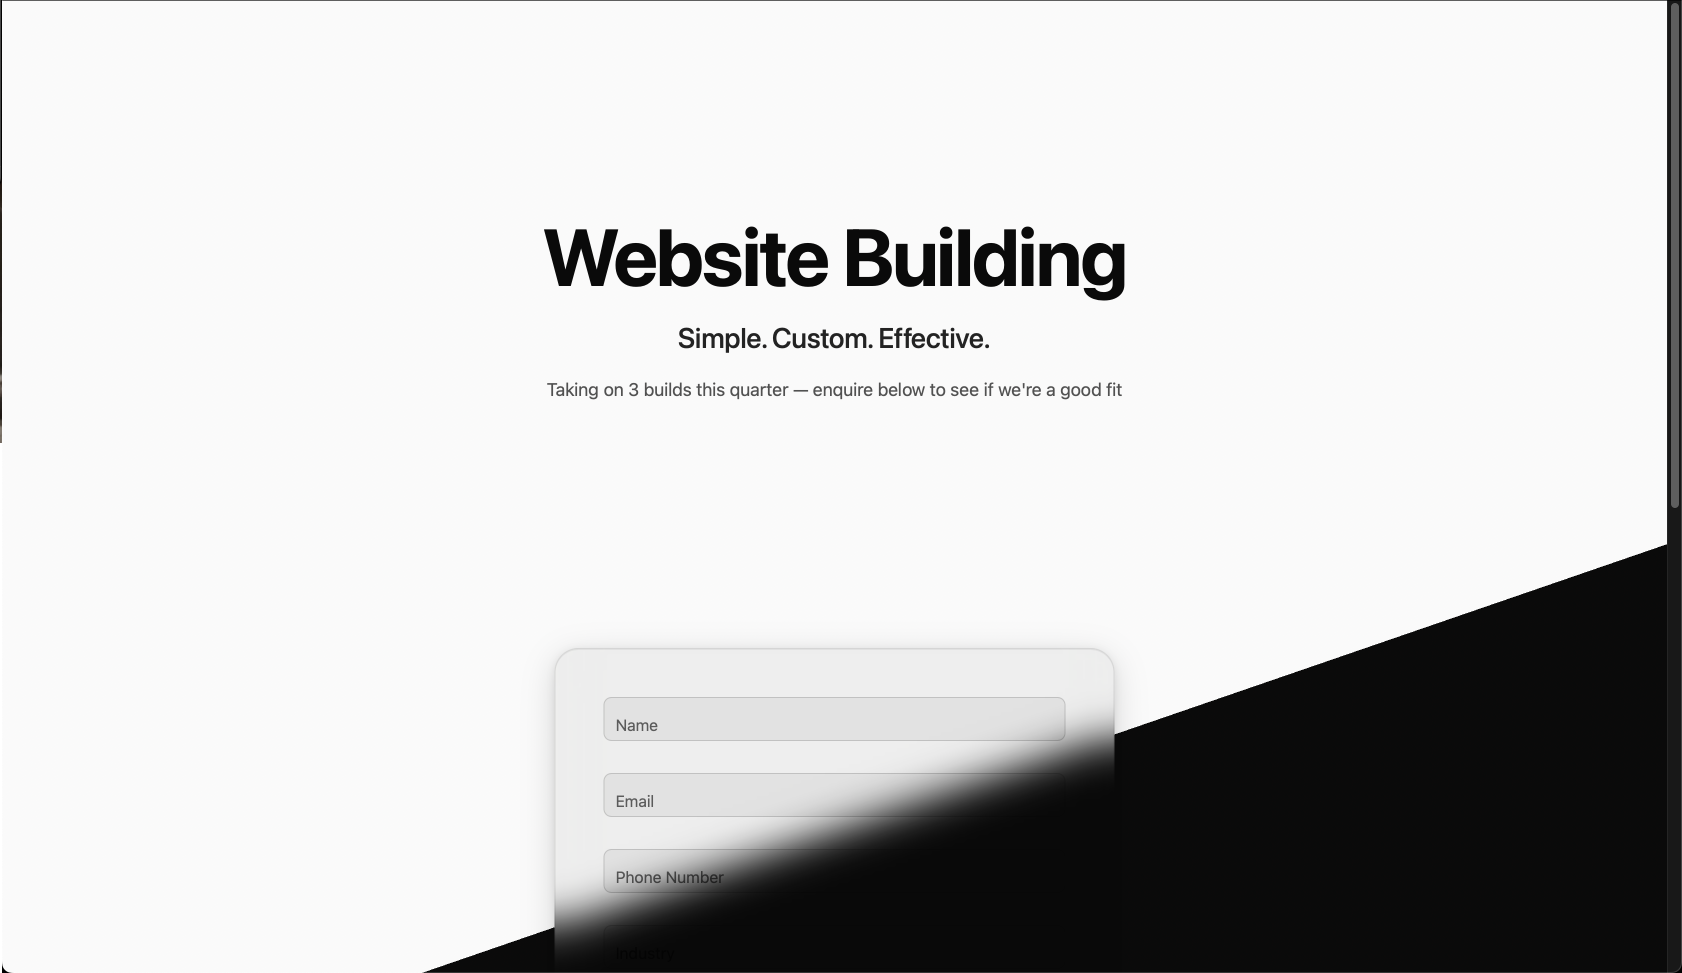 Website Building
Simple. Custom. Effective.
Taking on 3 builds this quarter — enquire below to see if we're a good fit
Name
Email
Phone Number
Industry